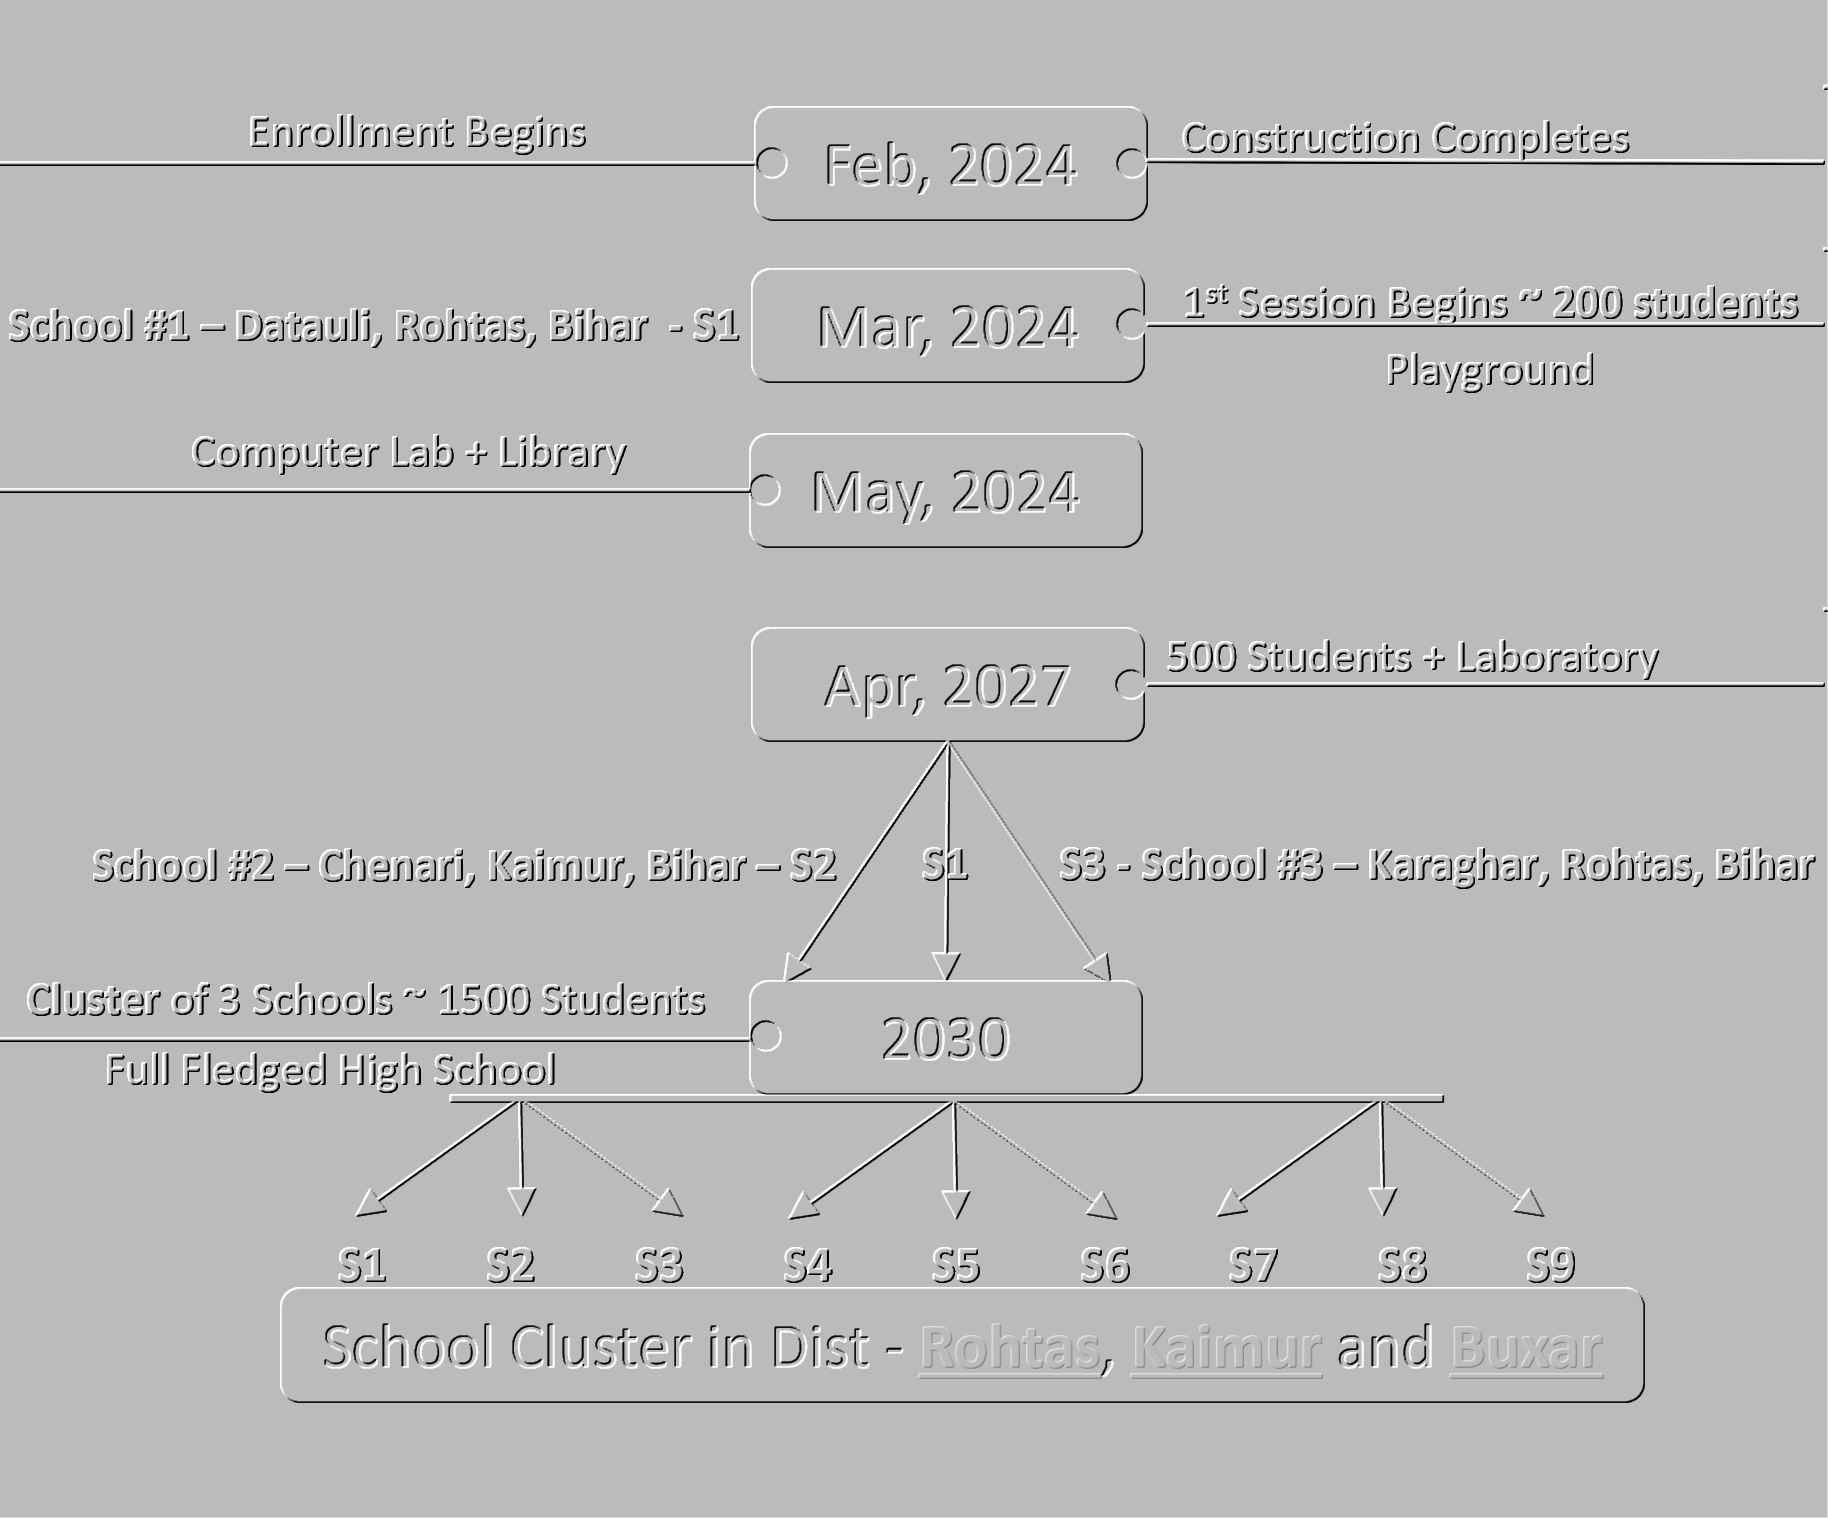 Enrollment Begins
Feb, 2024
Construction Completes
School #1 – Datauli, Rohtas, Bihar - S1
Mar, 2024
1st Session Begins ~ 200 students
Playground
Computer Lab + Library
May, 2024
Apr, 2027
500 Students + Laboratory
School #2 – Chenari, Kaimur, Bihar – S2
S1
S3 - School #3 – Karaghar, Rohtas, Bihar
Cluster of 3 Schools ~ 1500 Students
2030
Full Fledged High School
S1 S2 S3 S4 S5 S6 S7 S8 S9
School Cluster in Dist - Rohtas, Kaimur and Buxar